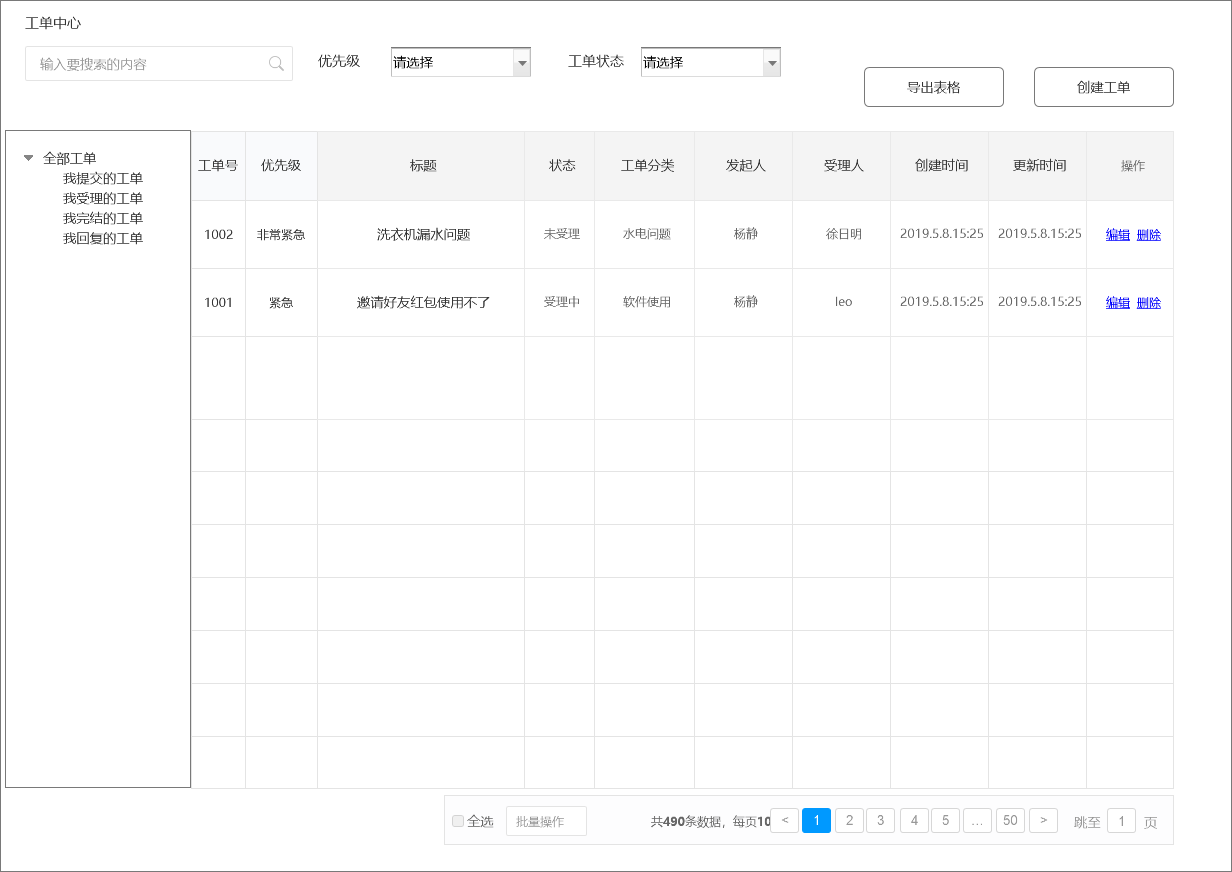 工单中心
输入要搜索的内容 优先级 请选择 工单状态 请选择
导出表格 创建工单
全部工单
我提交的工单
我受理的工单
我完结的工单
我回复的工单
工单号 优先级 标题 状态 工单分类 发起人 受理人 创建时间 更新时间 操作
1002 非常紧急 洗衣机漏水问题 未受理 水电问题 杨静 徐日明 2019.5.8.15:25 2019.5.8.15:25 编辑 删除
1001 紧急 邀请好友红包使用不了 受理中 软件使用 杨静 leo 2019.5.8.15:25 2019.5.8.15:25 编辑 删除
全选 批量操作 共490条数据，每页10 < 1 2 3 4 5 ... 50 > 跳至 1 页